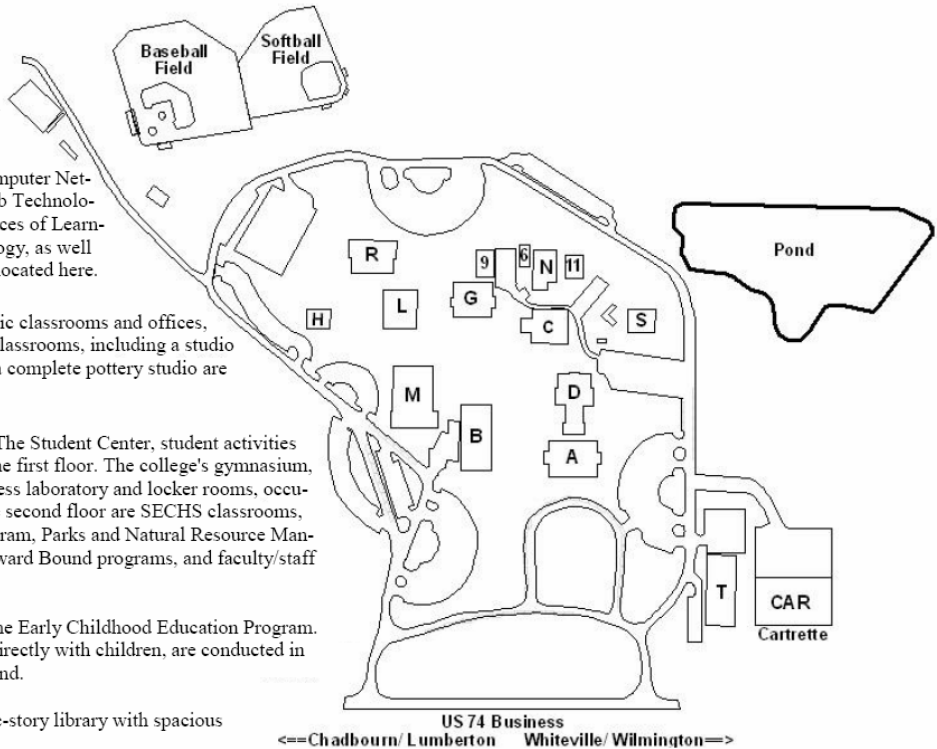 Baseball Field
Softball Field
mputer Net-
b Technolo-
ces of Learn-
ogy, as well
located here.
ic classrooms and offices,
lassrooms, including a studio
a complete pottery studio are
The Student Center, student activities
he first floor. The college's gymnasium,
ess laboratory and locker rooms, occu-
second floor are SECHS classrooms,
ram, Parks and Natural Resource Man-
ward Bound programs, and faculty/staff
he Early Childhood Education Program.
irectly with children, are conducted in
nd.
e-story library with spacious
Pond
R
9
6
N
11
G
H
L
C
S
M
D
B
A
T
CAR
Cartrette
US 74 Business
<==Chadbourn/ Lumberton Whiteville/ Wilmington==>